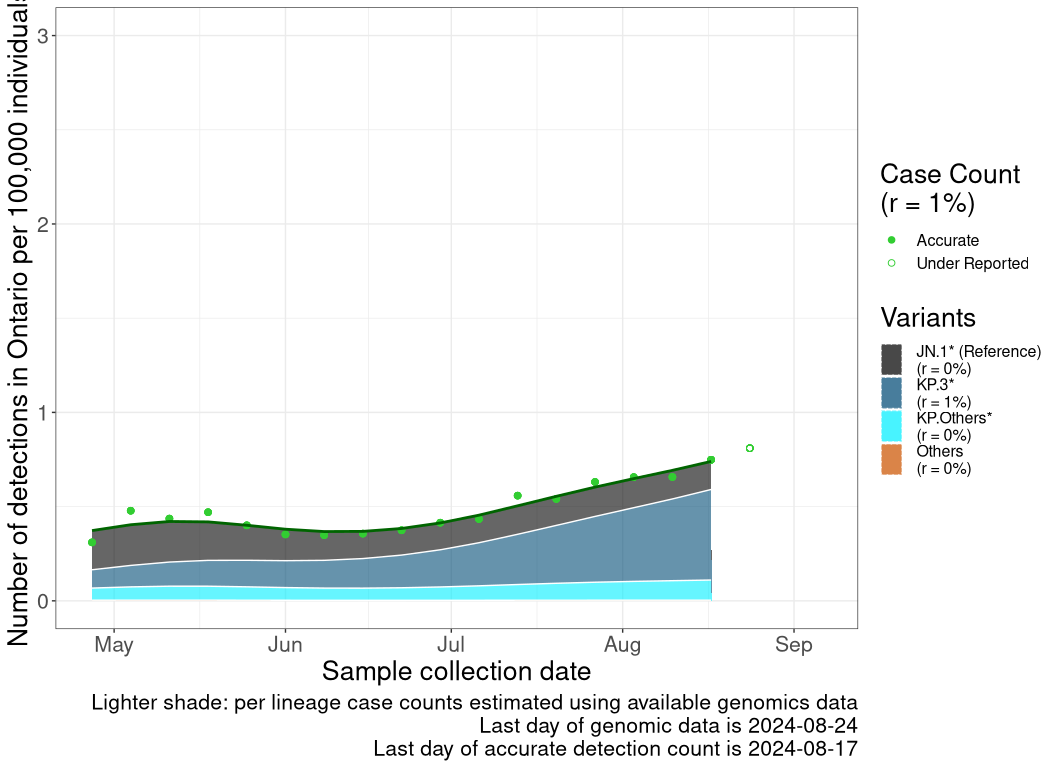 Number of detections in Ontario per 100,000 individuals
3
2
1
0
May Jun Jul Aug Sep
Sample collection date
Lighter shade: per lineage case counts estimated using available genomics data
Last day of genomic data is 2024-08-24
Last day of accurate detection count is 2024-08-17
Case Count
(r = 1%)
Accurate
Under Reported
Variants
JN.1* (Reference)
(r = 0%)
KP.3*
(r = 1%)
KP.Others*
(r = 0%)
Others
(r = 0%)